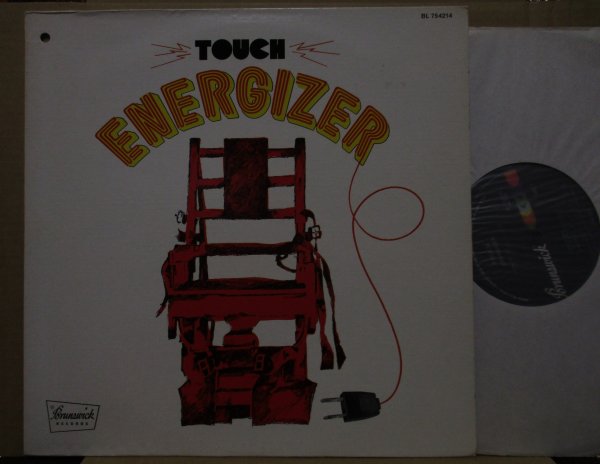 BL 754214
TOUCH
ENERGIZER
Brunswick
RECORDS
Brunswick